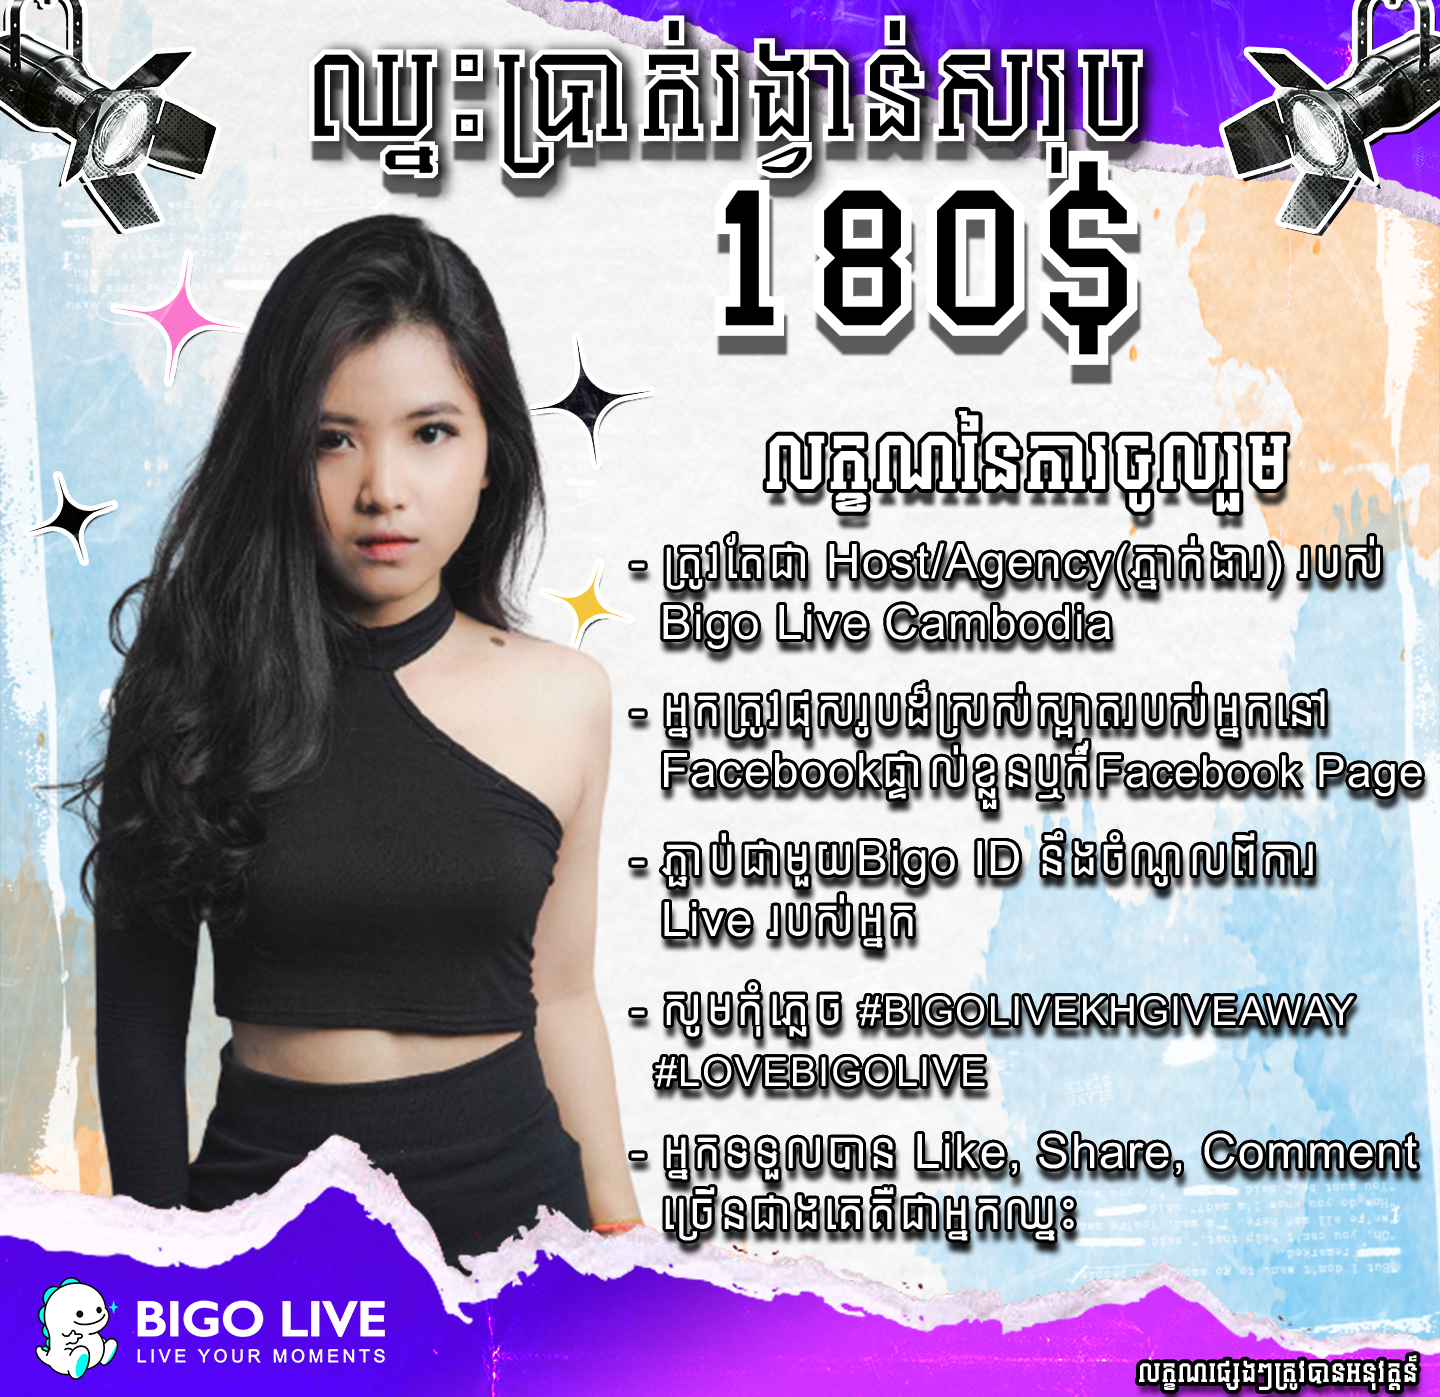 ឈ្នះប្រាក់រង្វាន់សរុប
180$
លក្ខណនៃការចូលរួម
- ត្រូវតែជា Host/Agency(ភ្នាក់ងារ) របស់
Bigo Live Cambodia
- អ្នកត្រូវផុសរូបដ៏ស្រស់ស្អាតរបស់អ្នកនៅ
Facebookផ្ទាល់ខ្លួនឬក៏Facebook Page
- ភ្ជាប់ជាមួយBigo ID នឹងចំណូលពីការ
Live របស់អ្នក
- សូមកុំភ្លេច #BIGOLIVEKHGIVEAWAY
#LOVEBIGOLIVE
- អ្នកទទួលបាន Like, Share, Comment
ច្រើនជាងគេគឺជាអ្នកឈ្នះ
BIGO LIVE
LIVE YOUR MOMENTS
លក្ខណផ្សេងៗត្រូវបានអនុវត្តន៍